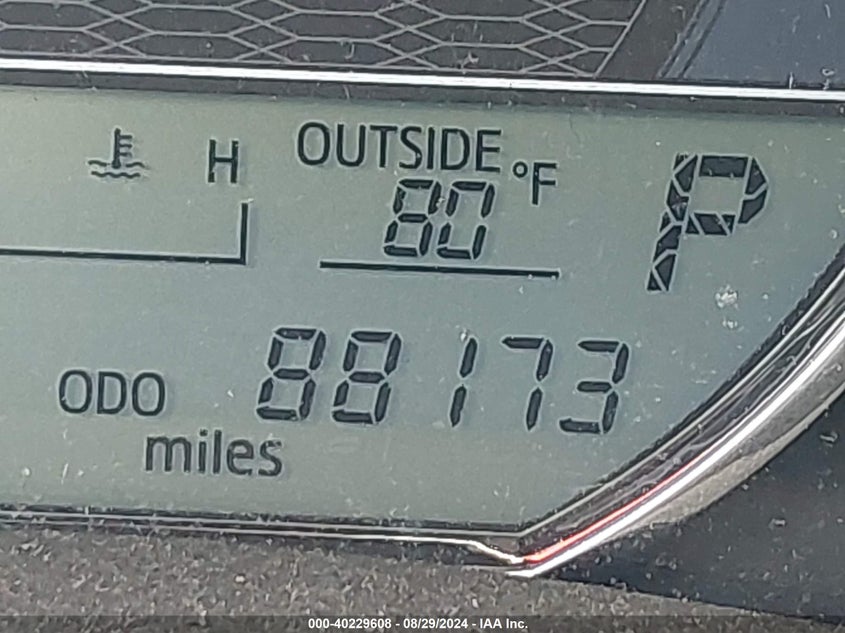 H
OUTSIDE
80 °F
P
ODO 88173
miles
000-40229608 - 08/29/2024 - IAA Inc.